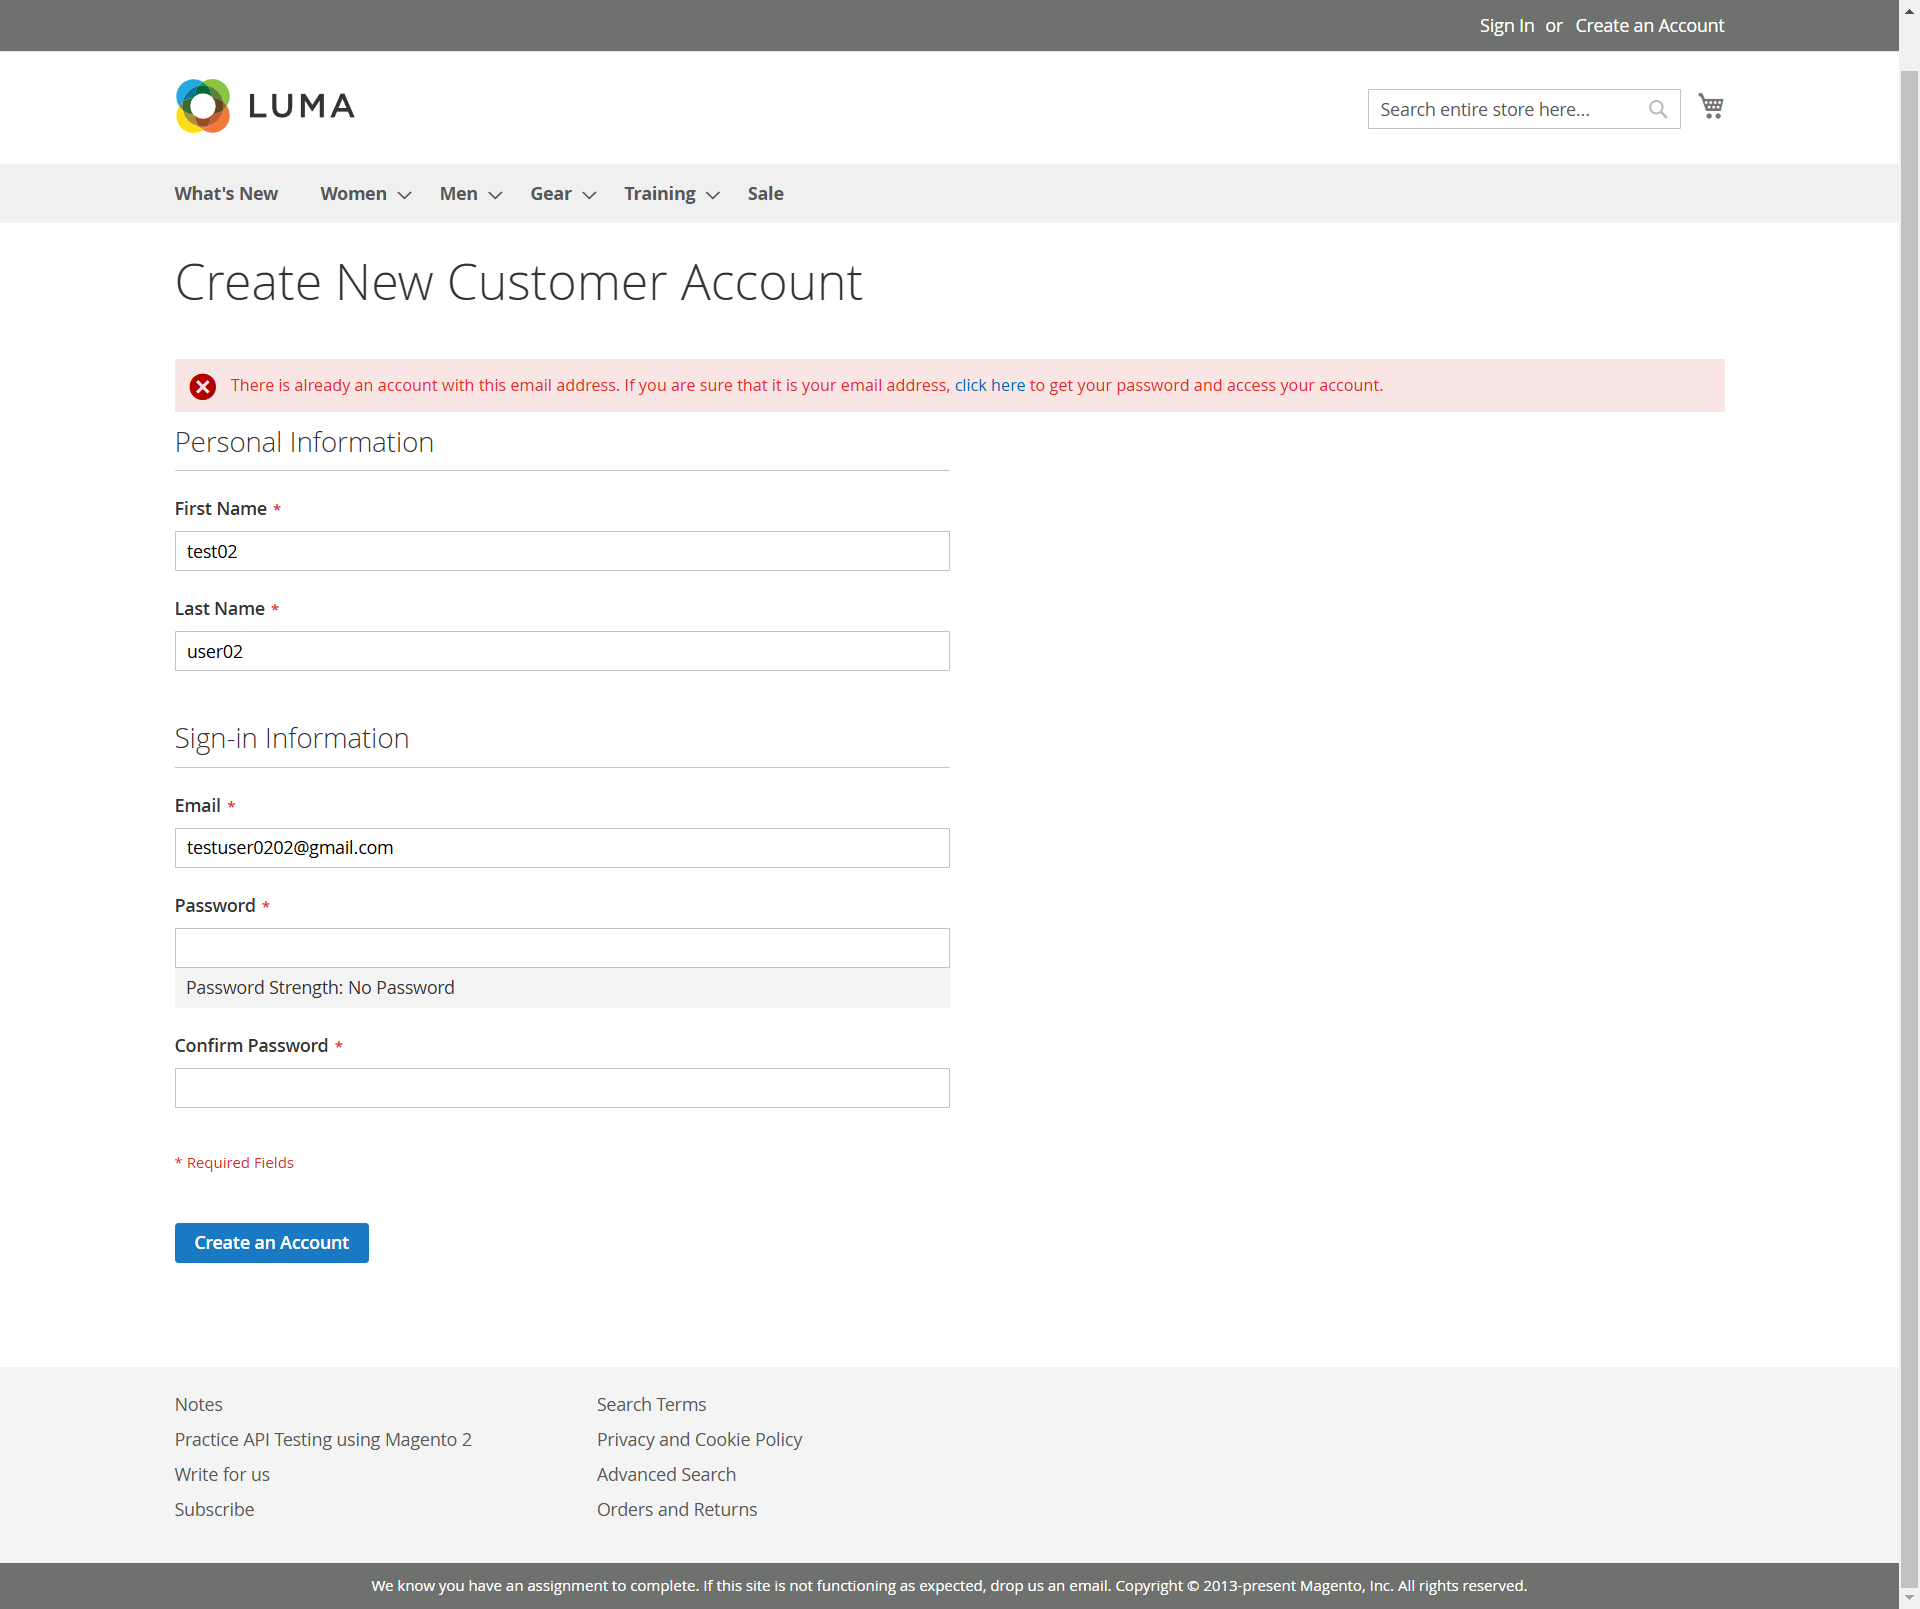 Sign In or Create an Account
LUMA
Search entire store here...
What's New Women Men Gear Training Sale
Create New Customer Account
There is already an account with this email address. If you are sure that it is your email address, click here to get your password and access your account.
Personal Information
First Name *
test02
Last Name *
user02
Sign-in Information
Email *
testuser0202@gmail.com
Password *
Password Strength: No Password
Confirm Password *
* Required Fields
Create an Account
Notes
Practice API Testing using Magento 2
Write for us
Subscribe
Search Terms
Privacy and Cookie Policy
Advanced Search
Orders and Returns
We know you have an assignment to complete. If this site is not functioning as expected, drop us an email. Copyright © 2013-present Magento, Inc. All rights reserved.